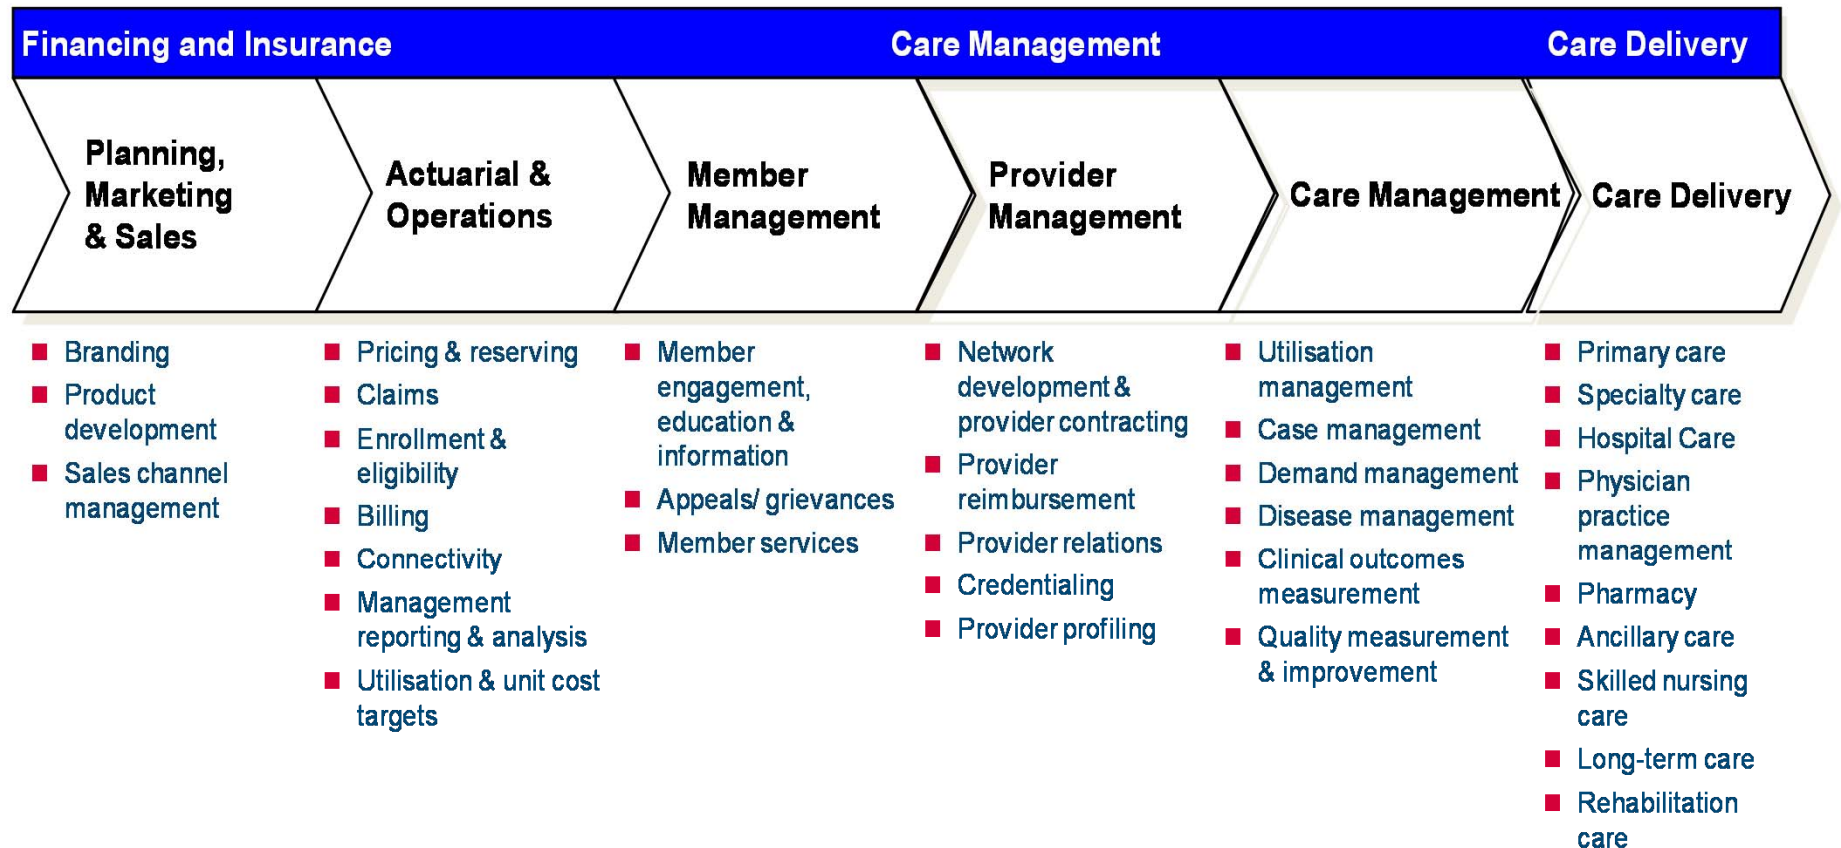 Financing and Insurance
Care Management
Care Delivery
Planning,
Marketing
& Sales
Actuarial &
Operations
Member
Management
Provider
Management
Care Management
Care Delivery
Branding
Product
development
Sales channel
management
Pricing & reserving
Claims
Enrollment &
eligibility
Billing
Connectivity
Management
reporting & analysis
Utilisation & unit cost
targets
Member
engagement,
education &
information
Appeals/ grievances
Member services
Network
development &
provider contracting
Provider
reimbursement
Provider relations
Credentialing
Provider profiling
Utilisation
management
Case management
Demand management
Disease management
Clinical outcomes
measurement
Quality measurement
& improvement
Primary care
Specialty care
Hospital Care
Physician
practice
management
Pharmacy
Ancillary care
Skilled nursing
care
Long-term care
Rehabilitation
care